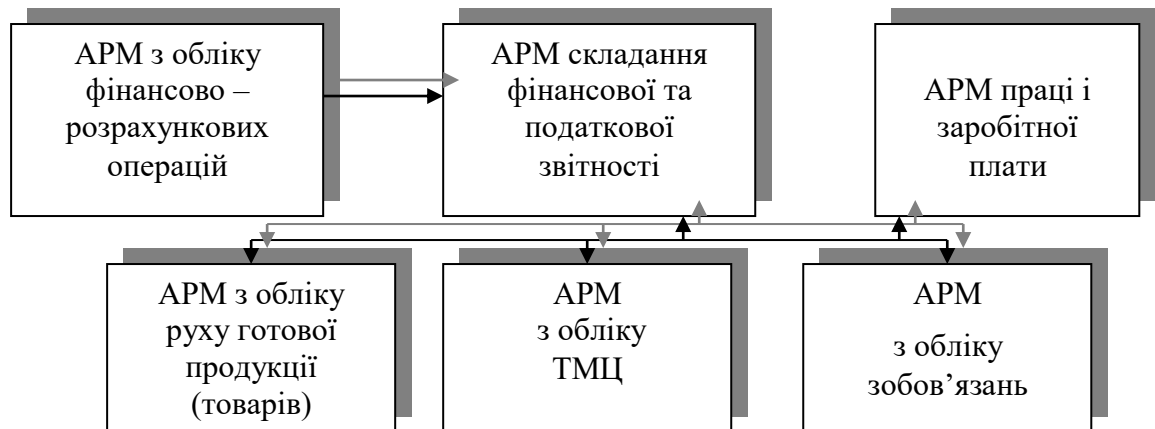 АРМ з обліку
фінансово –
розрахункових
операцій
АРМ складання
фінансової та
податкової
звітності
АРМ праці і
заробітної
плати
АРМ з обліку
руху готової
продукції
(товарів)
АРМ
з обліку
ТМЦ
АРМ
з обліку
зобов’язань